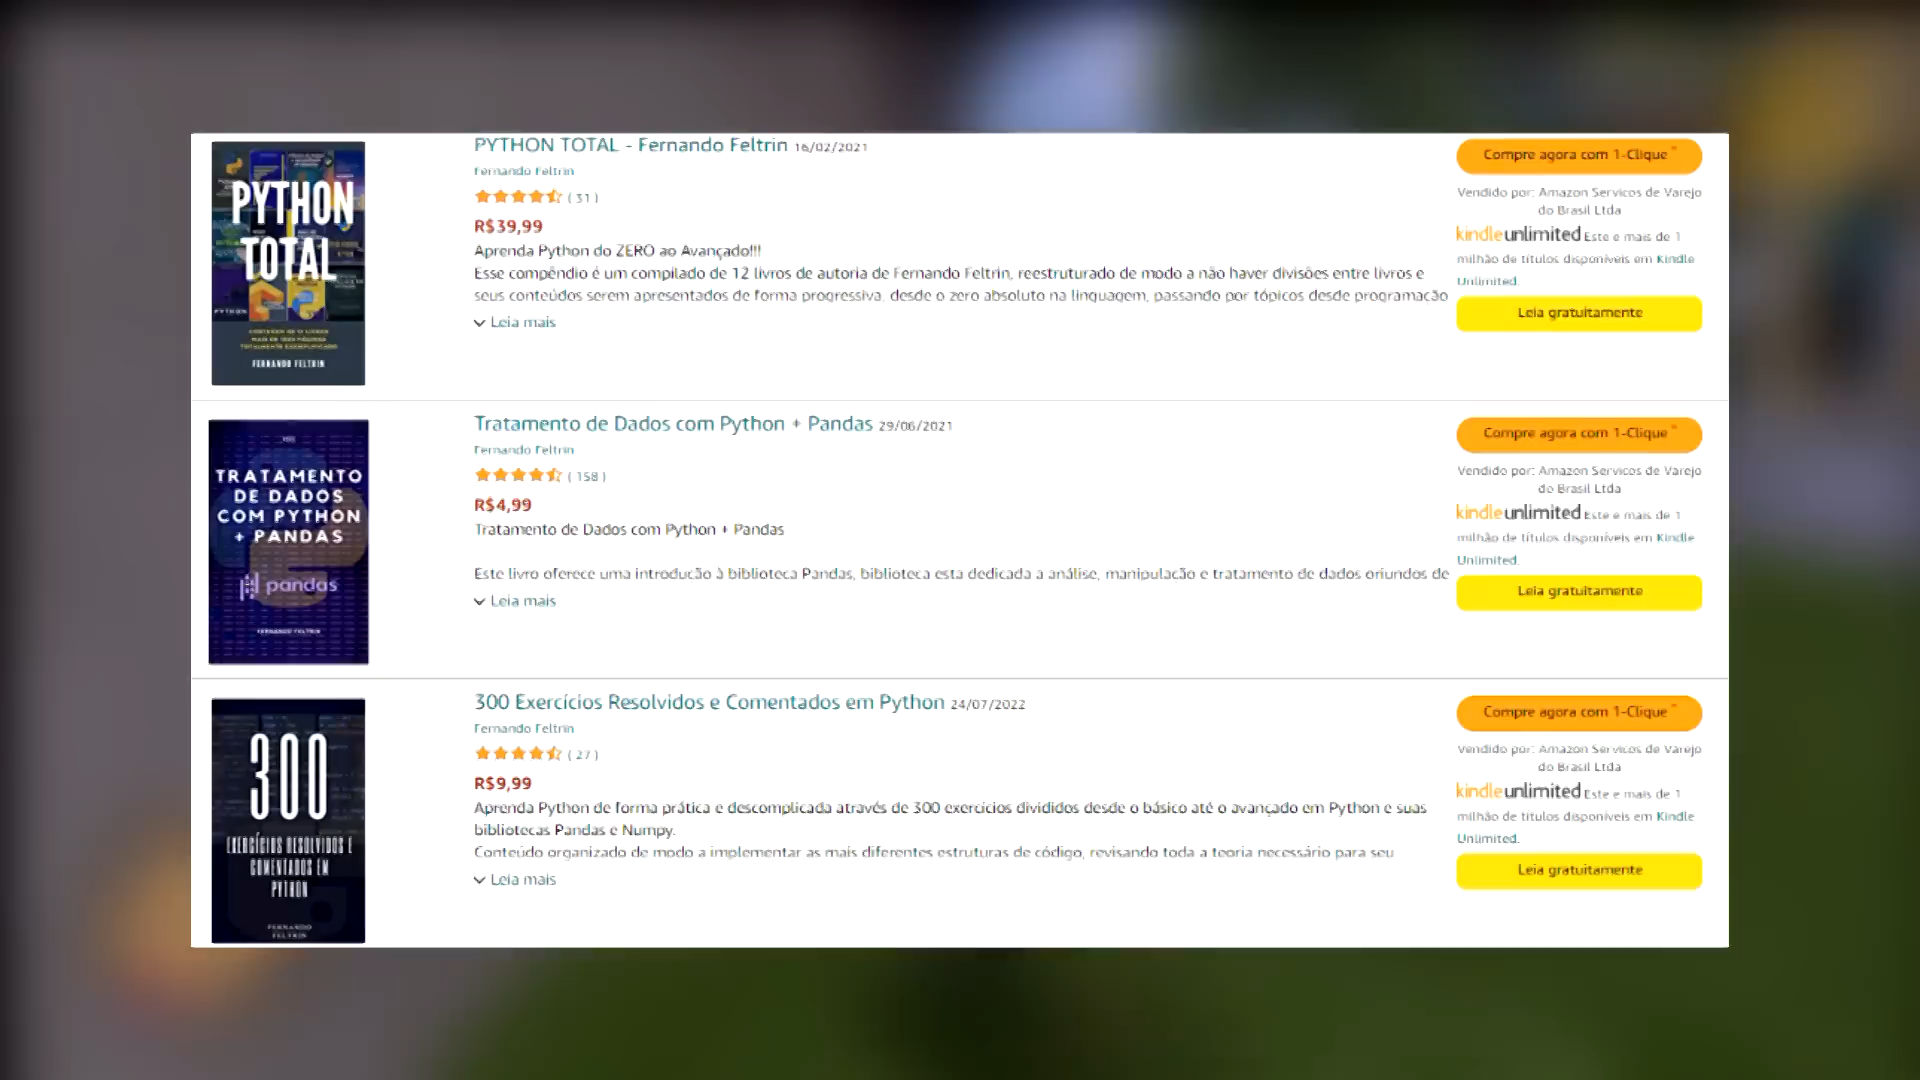 PYTHON
TOTAL
FERNANDO FELTRIN
PYTHON TOTAL - Fernando Feltrin 16/02/2021
Fernando Feltrin
( 31 )
R$39,99
Aprenda Python do ZERO ao Avançado!!!
Esse compêndio é um compilado de 12 livros de autoria de Fernando Feltrin, reestruturado de modo a não haver divisões entre livros e
seus conteúdos serem apresentados de forma progressiva, desde o zero absoluto na linguagem, passando por tópicos desde programação
Leia mais
Compre agora com 1-Clique
Vendido por: Amazon Servicos de Varejo
do Brasil Ltda
kindleunlimited Este e mais de 1
milhão de títulos disponíveis em Kindle
Unlimited.
Leia gratuitamente
TRATAMENTO
DE DADOS
COM PYTHON
+ PANDAS
pandas
FERNANDO FELTRIN
Tratamento de Dados com Python + Pandas 29/06/2021
Fernando Feltrin
( 158 )
R$4,99
Tratamento de Dados com Python + Pandas
Este livro oferece uma introdução à biblioteca Pandas, biblioteca esta dedicada a análise, manipulação e tratamento de dados oriundos de
Leia mais
Compre agora com 1-Clique
Vendido por: Amazon Servicos de Varejo
do Brasil Ltda
kindleunlimited Este e mais de 1
milhão de títulos disponíveis em Kindle
Unlimited.
Leia gratuitamente
300
EXERCÍCIOS RESOLVIDOS E
COMENTADOS EM
PYTHON
FERNANDO
FELTRIN
300 Exercícios Resolvidos e Comentados em Python 24/07/2022
Fernando Feltrin
( 27 )
R$9,99
Aprenda Python de forma prática e descomplicada através de 300 exercícios divididos desde o básico até o avançado em Python e suas
bibliotecas Pandas e Numpy.
Conteúdo organizado de modo a implementar as mais diferentes estruturas de código, revisando toda a teoria necessário para seu
Leia mais
Compre agora com 1-Clique
Vendido por: Amazon Servicos de Varejo
do Brasil Ltda
kindleunlimited Este e mais de 1
milhão de títulos disponíveis em Kindle
Unlimited.
Leia gratuitamente